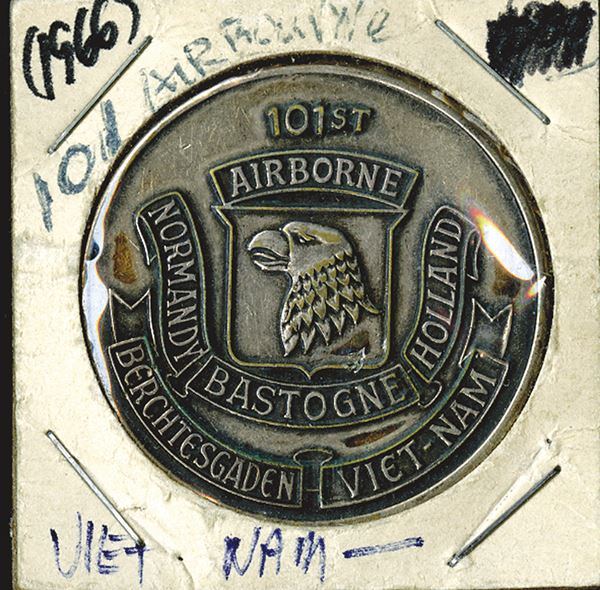 (1966)
101 AIRBORNE
101ST
AIRBORNE
NORMANDY
BASTOGNE
HOLLAND
BERCHTESGADEN
VIET-NAM
VIET NAM —